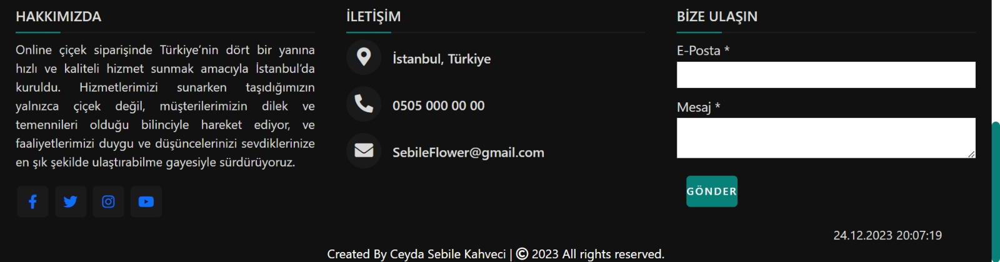 HAKKIMIZDA
Online çiçek siparişinde Türkiye’nin dört bir yanına
hızlı ve kaliteli hizmet sunmak amacıyla İstanbul’da
kuruldu. Hizmetlerimizi sunarken taşıdığımızın
yalnızca çiçek değil, müşterilerimizin dilek ve
temennileri olduğu bilinciyle hareket ediyor, ve
faaliyetlerimizi duygu ve düşüncelerinizi sevdiklerinize
en şık şekilde ulaştırabilme gayesiyle sürdürüyoruz.
İLETİŞİM
İstanbul, Türkiye
0505 000 00 00
SebileFlower@gmail.com
BİZE ULAŞIN
E-Posta *
Mesaj *
GÖNDER
24.12.2023 20:07:19
Created By Ceyda Sebile Kahveci | © 2023 All rights reserved.